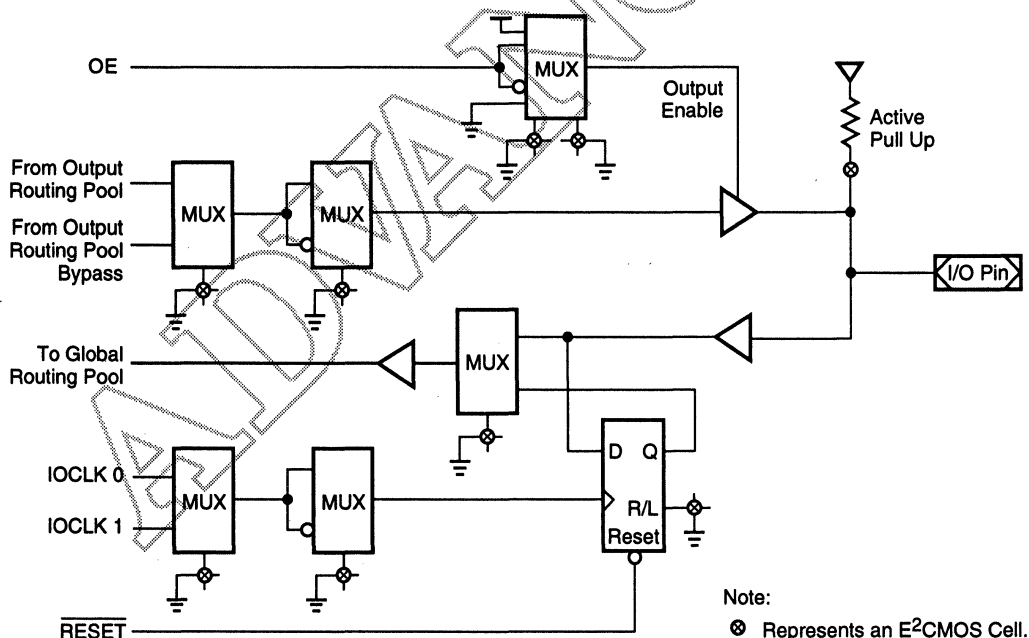 OE
MUX
Output
Enable
Active
Pull Up
From Output
Routing Pool
From Output
Routing Pool
Bypass
MUX
MUX
I/O Pin
To Global
Routing Pool
MUX
IOCLK 0
IOCLK 1
MUX
MUX
D Q
R/L
Reset
RESET
Note:
⊗ Represents an E²CMOS Cell.